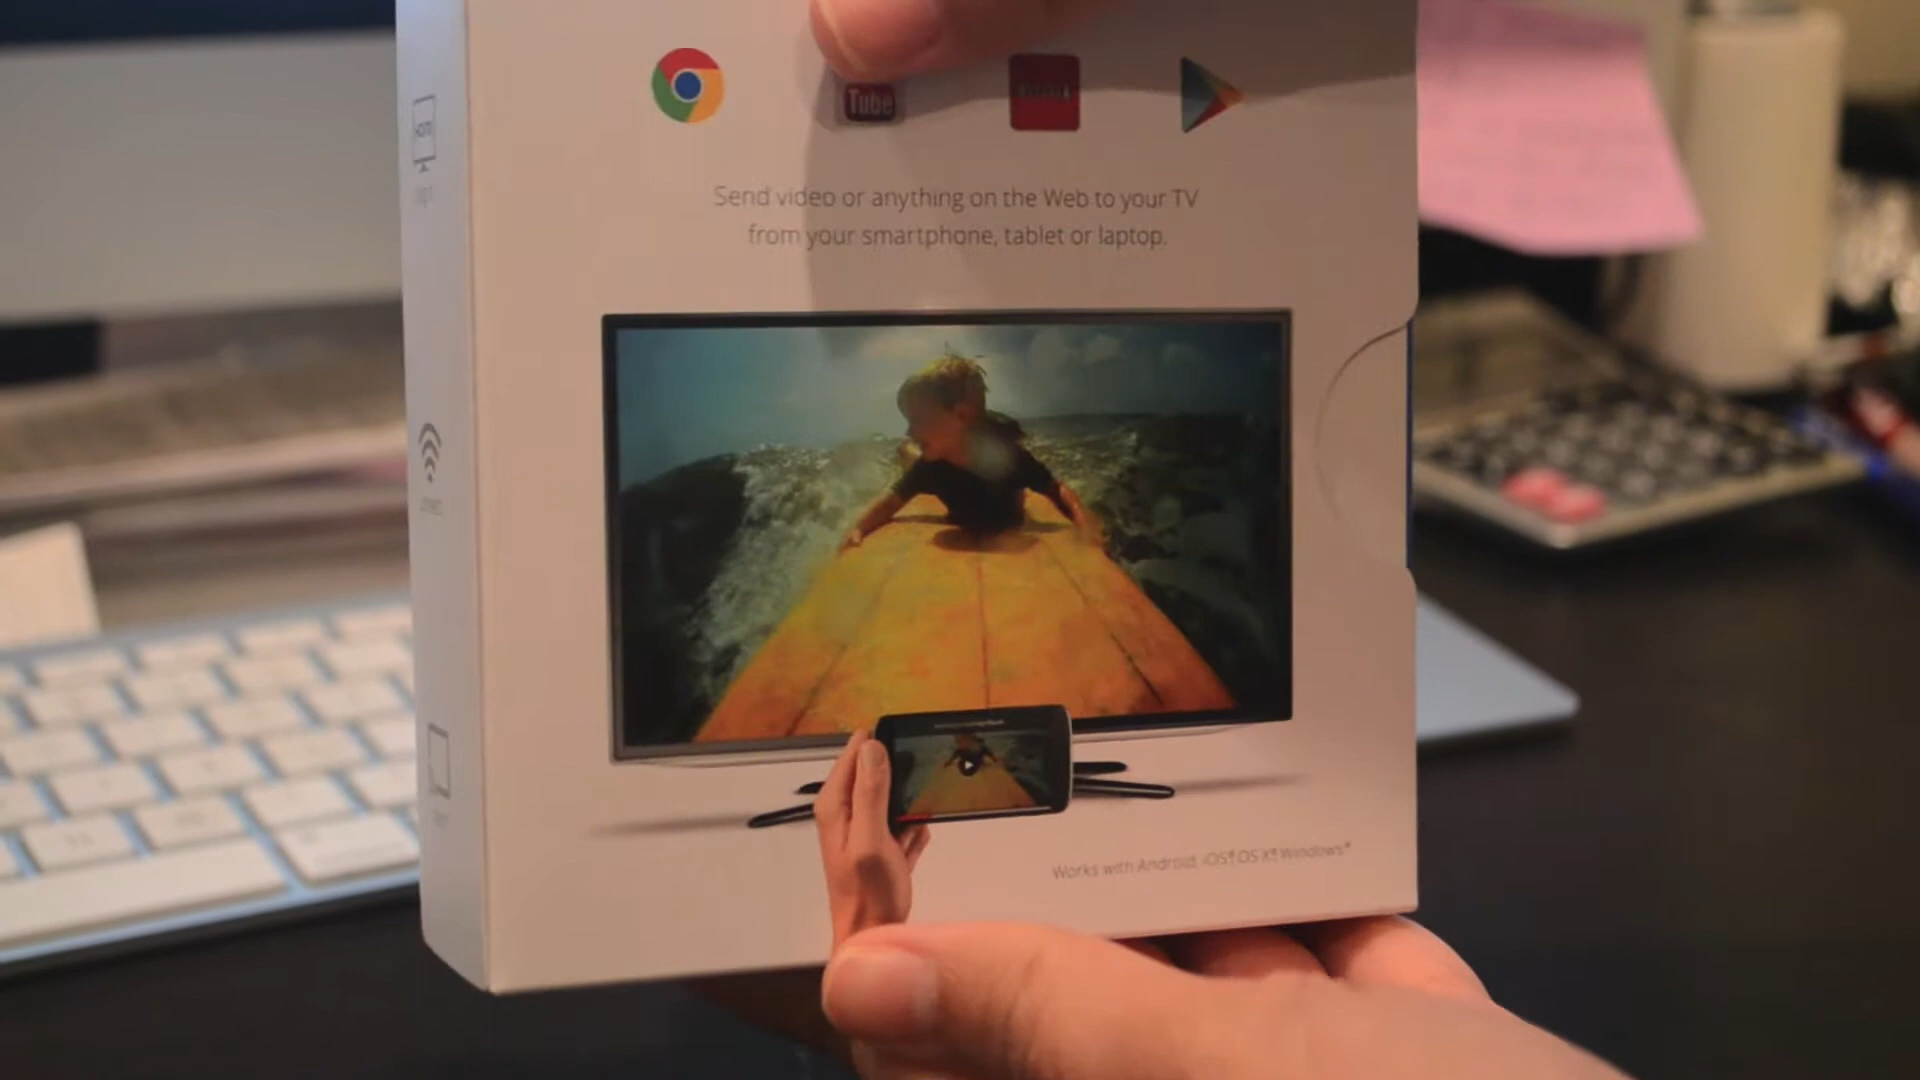 HDMI
Tube
Send video or anything on the Web to your TV
from your smartphone, tablet or laptop.
Works with Android, iOS®, OS X®, Windows®